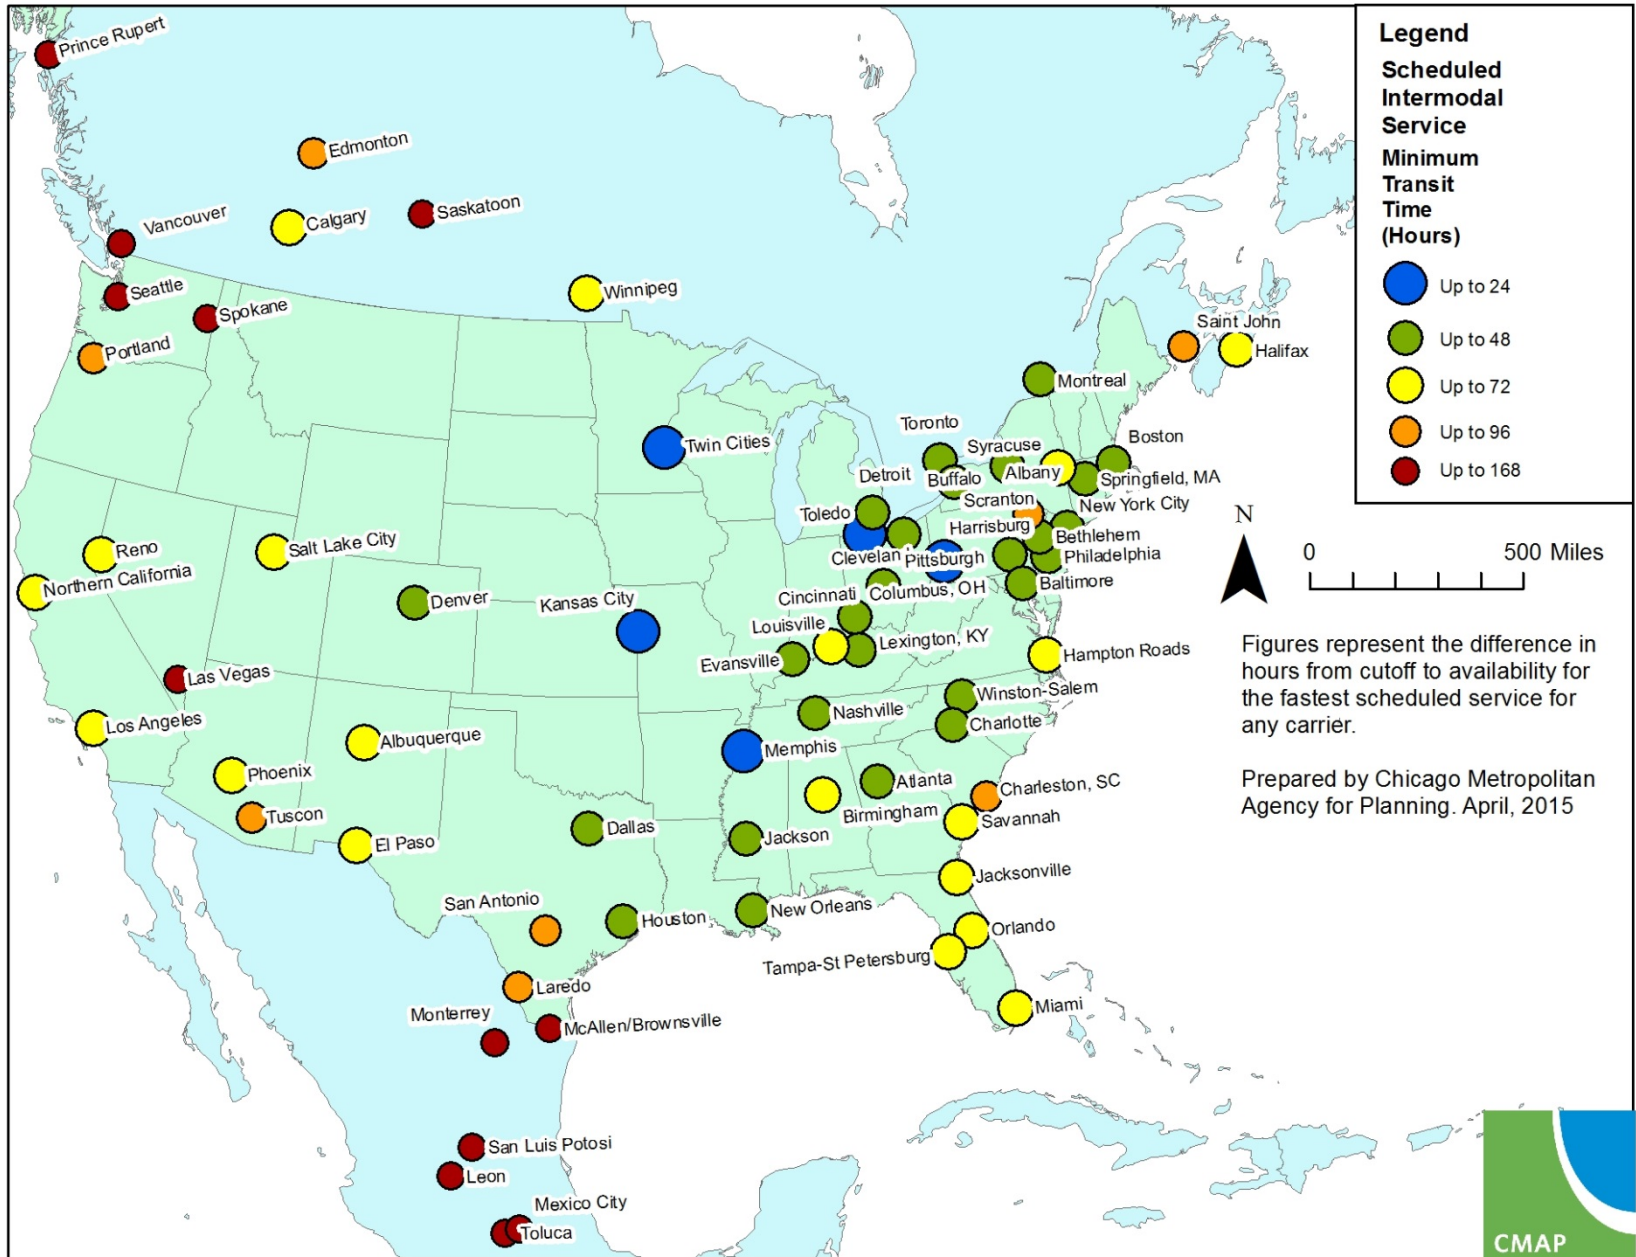 Prince Rupert
Edmonton
Saskatoon
Vancouver
Calgary
Seattle
Spokane
Winnipeg
Portland
Saint John
Halifax
Montreal
Toronto
Syracuse
Boston
Twin Cities
Detroit
Buffalo
Albany
Springfield, MA
Scranton
New York City
Toledo
Harrisburg
Bethlehem
Reno
Salt Lake City
Clevelan
Pittsburgh
Philadelphia
Northern California
Denver
Kansas City
Cincinnati
Columbus, OH
Baltimore
Louisville
Lexington, KY
Evansville
Hampton Roads
Las Vegas
Winston-Salem
Nashville
Charlotte
Los Angeles
Albuquerque
Memphis
Phoenix
Atlanta
Charleston, SC
Tuscon
Birmingham
Savannah
El Paso
Dallas
Jackson
Jacksonville
San Antonio
Houston
New Orleans
Orlando
Tampa-St Petersburg
Laredo
Miami
Monterrey
McAllen/Brownsville
San Luis Potosi
Leon
Mexico City
Toluca
Legend
Scheduled
Intermodal
Service
Minimum
Transit
Time
(Hours)
Up to 24
Up to 48
Up to 72
Up to 96
Up to 168
N
0 500 Miles
Figures represent the difference in
hours from cutoff to availability for
the fastest scheduled service for
any carrier.
Prepared by Chicago Metropolitan
Agency for Planning. April, 2015
CMAP